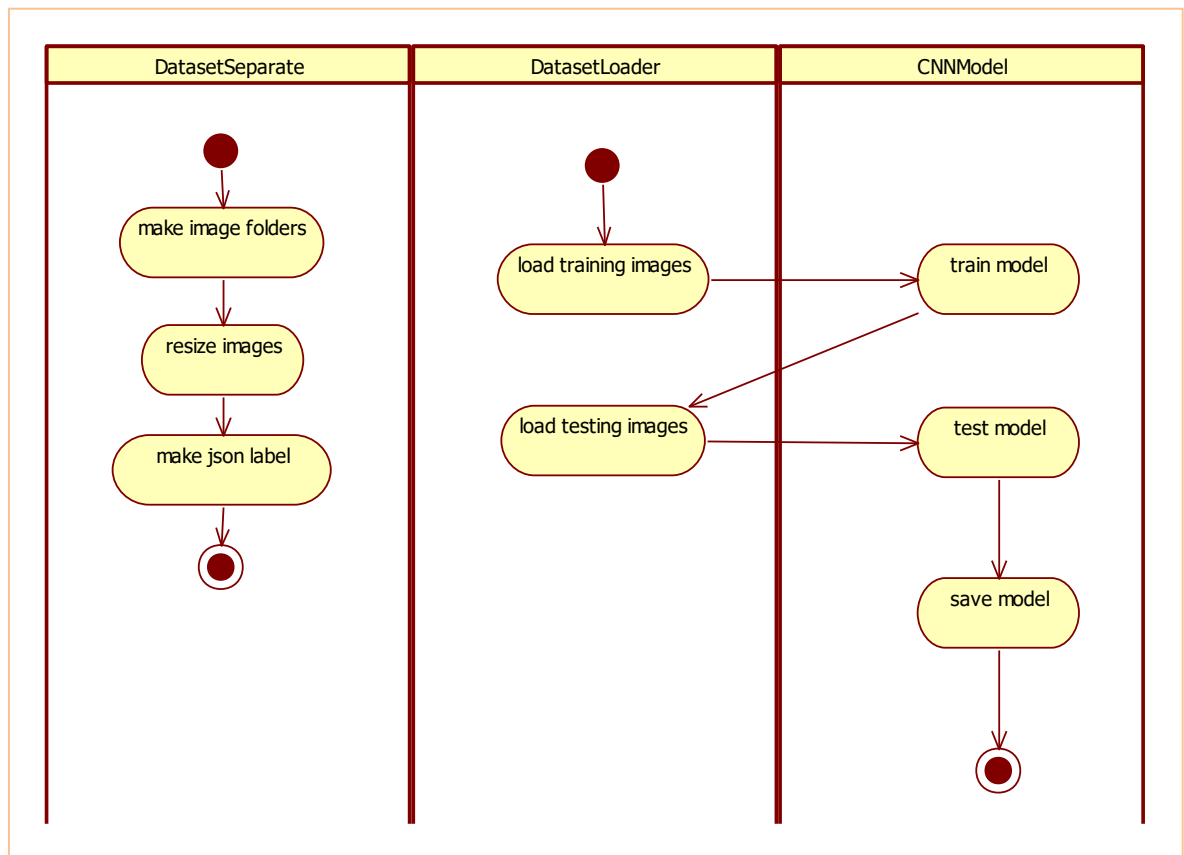 DatasetSeparate
DatasetLoader
CNNModel
make image folders
resize images
make json label
load training images
train model
load testing images
test model
save model